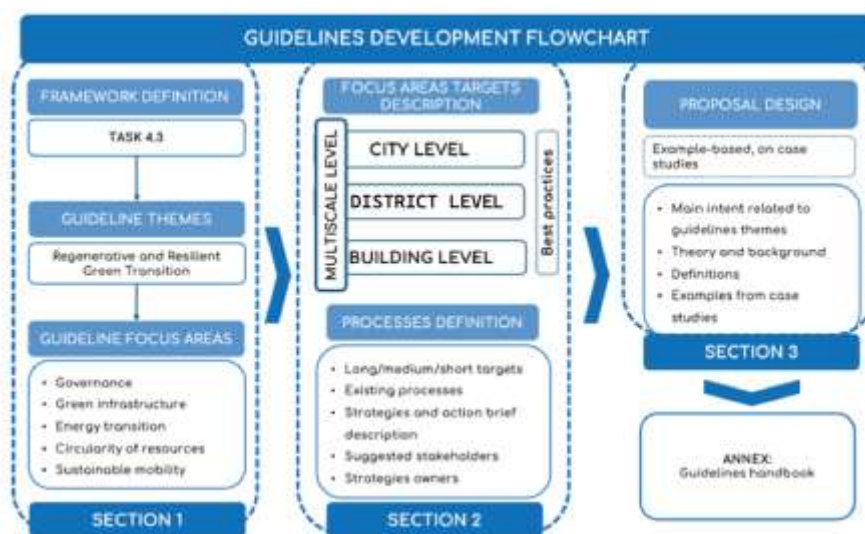 GUIDELINES DEVELOPMENT FLOWCHART
FRAMEWORK DEFINITION
TASK 4.3
GUIDELINE THEMES
Regenerative and Resilient
Green Transition
GUIDELINE FOCUS AREAS
• Governance
• Green infrastructure
• Energy transition
• Circularity of resources
• Sustainable mobility
SECTION 1
FOCUS AREAS TARGETS
DESCRIPTION
MULTISCALE LEVEL
CITY LEVEL
DISTRICT LEVEL
BUILDING LEVEL
Best practices
PROCESSES DEFINITION
• Long/medium/short targets
• Existing processes
• Strategies and action brief
description
• Suggested stakeholders
• Strategies owners
SECTION 2
PROPOSAL DESIGN
Example-based, on case
studies
• Main intent related to
guidelines themes
• Theory and background
• Definitions
• Examples from case
studies
SECTION 3
ANNEX:
Guidelines handbook